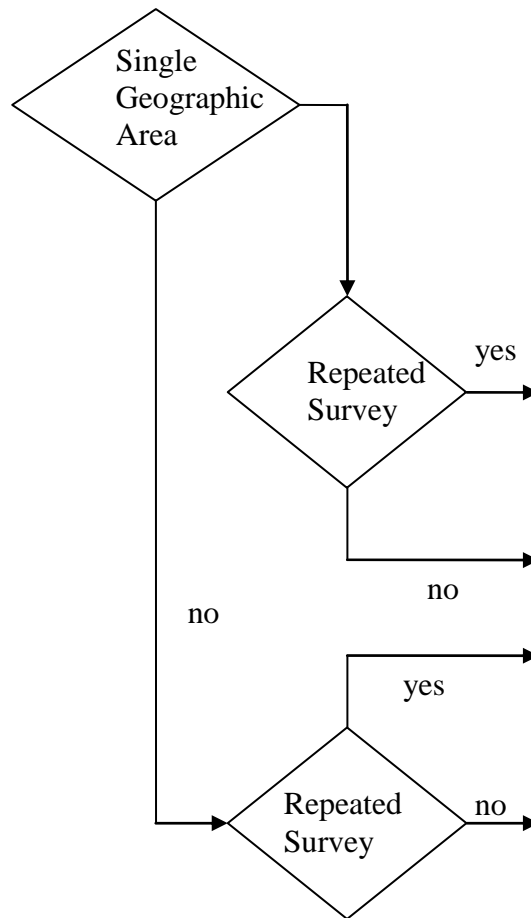 Single
Geographic
Area
yes
Repeated
Survey
no
no
yes
Repeated
Survey
no